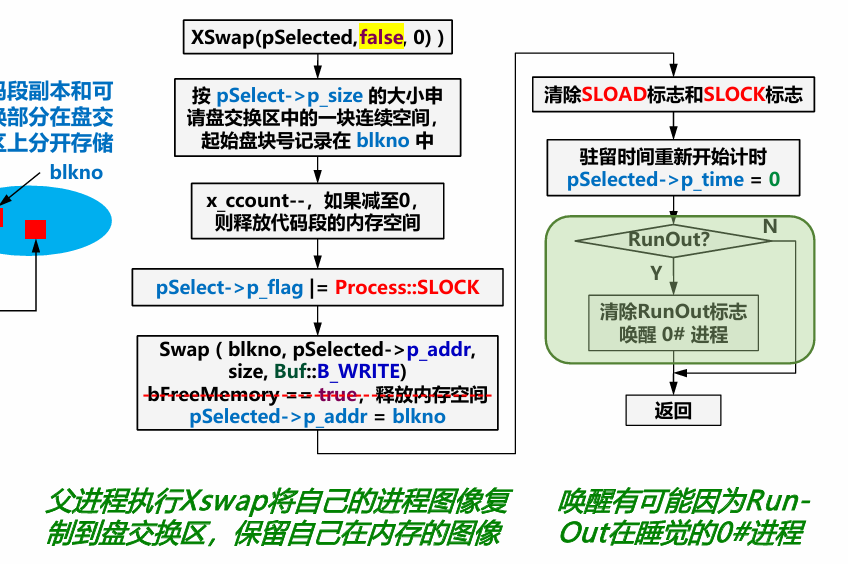 XSwap(pSelected,false, 0) )
按 pSelect->p_size 的大小申
请盘交换区中的一块连续空间，
起始盘块号记录在 blkno 中
x_ccount--，如果减至0，
则释放代码段的内存空间
pSelect->p_flag |= Process::SLOCK
Swap ( blkno, pSelected->p_addr,
size, Buf::B_WRITE)
bFreeMemory == true，释放内存空间
pSelected->p_addr = blkno
段副本和可
部分在盘交
上分开存储
blkno
清除SLOAD标志和SLOCK标志
驻留时间重新开始计时
pSelected->p_time = 0
RunOut?
N
Y
清除RunOut标志
唤醒 0# 进程
返回
父进程执行Xswap将自己的进程图像复
制到盘交换区，保留自己在内存的图像
唤醒有可能因为Run-
Out在睡觉的0#进程